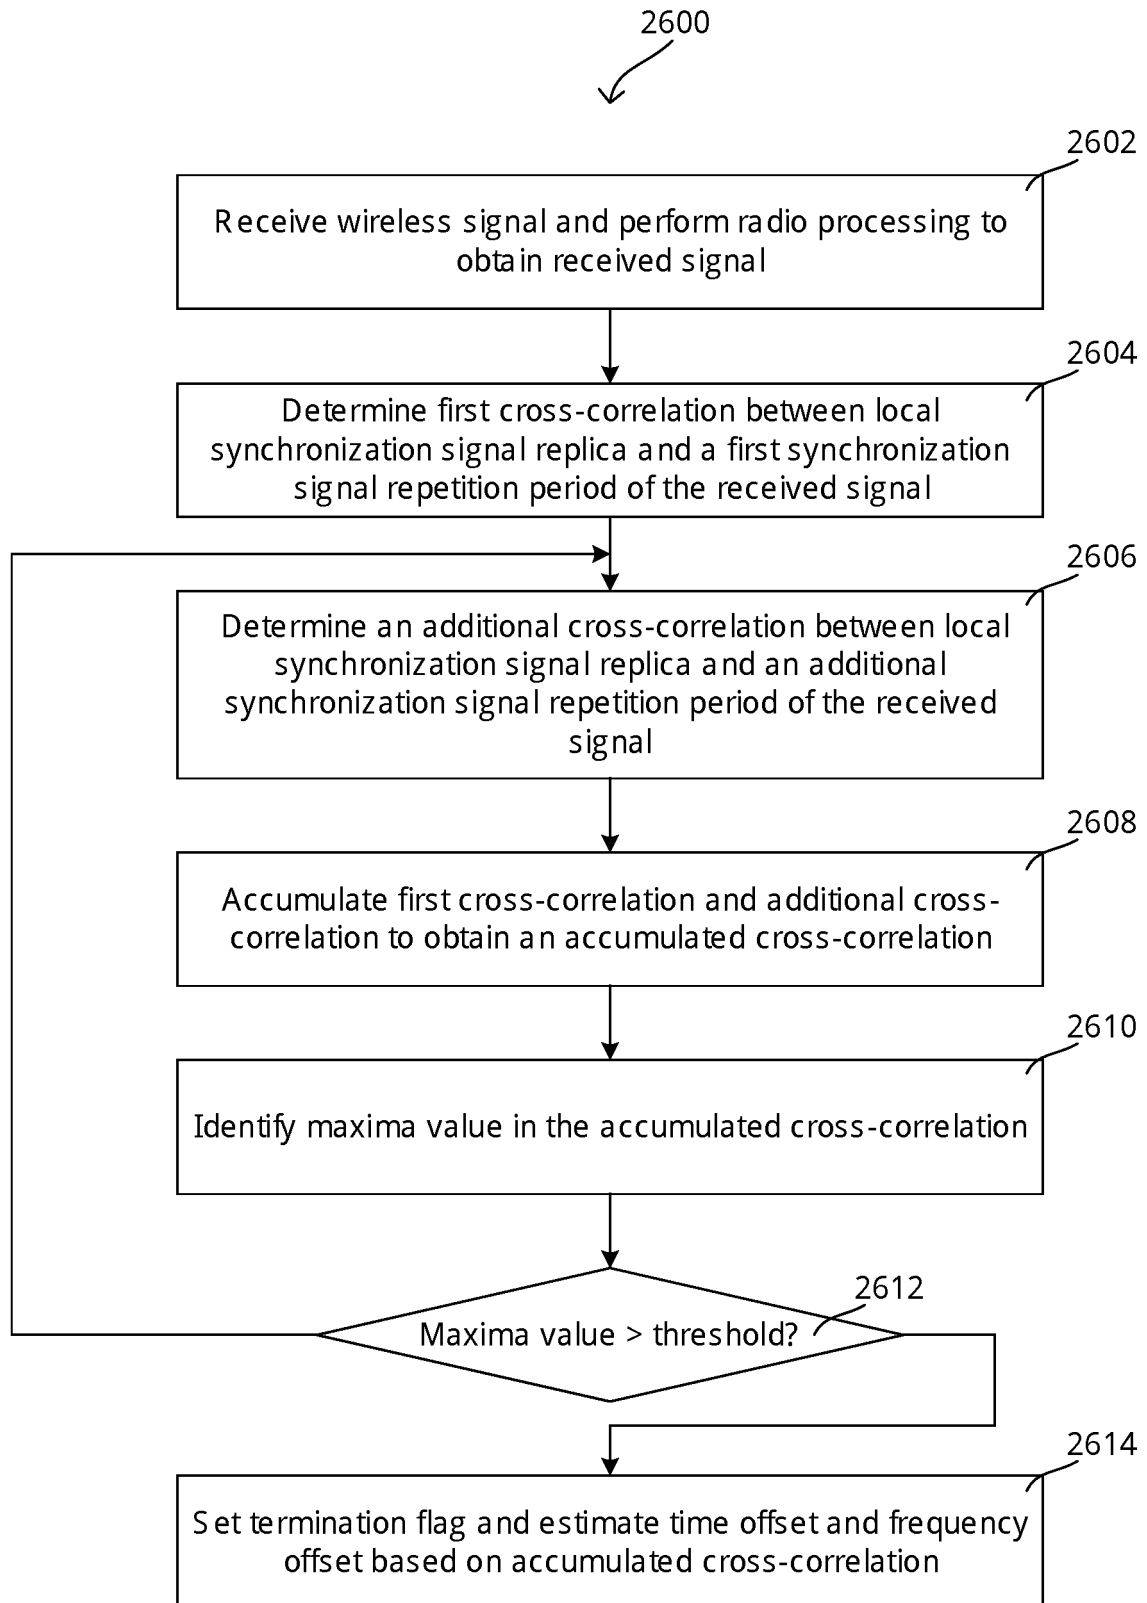 2600
2602
Receive wireless signal and perform radio processing to
obtain received signal
2604
Determine first cross-correlation between local
synchronization signal replica and a first synchronization
signal repetition period of the received signal
2606
Determine an additional cross-correlation between local
synchronization signal replica and an additional
synchronization signal repetition period of the received
signal
2608
Accumulate first cross-correlation and additional cross-
correlation to obtain an accumulated cross-correlation
2610
Identify maxima value in the accumulated cross-correlation
2612
Maxima value > threshold?
2614
Set termination flag and estimate time offset and frequency
offset based on accumulated cross-correlation